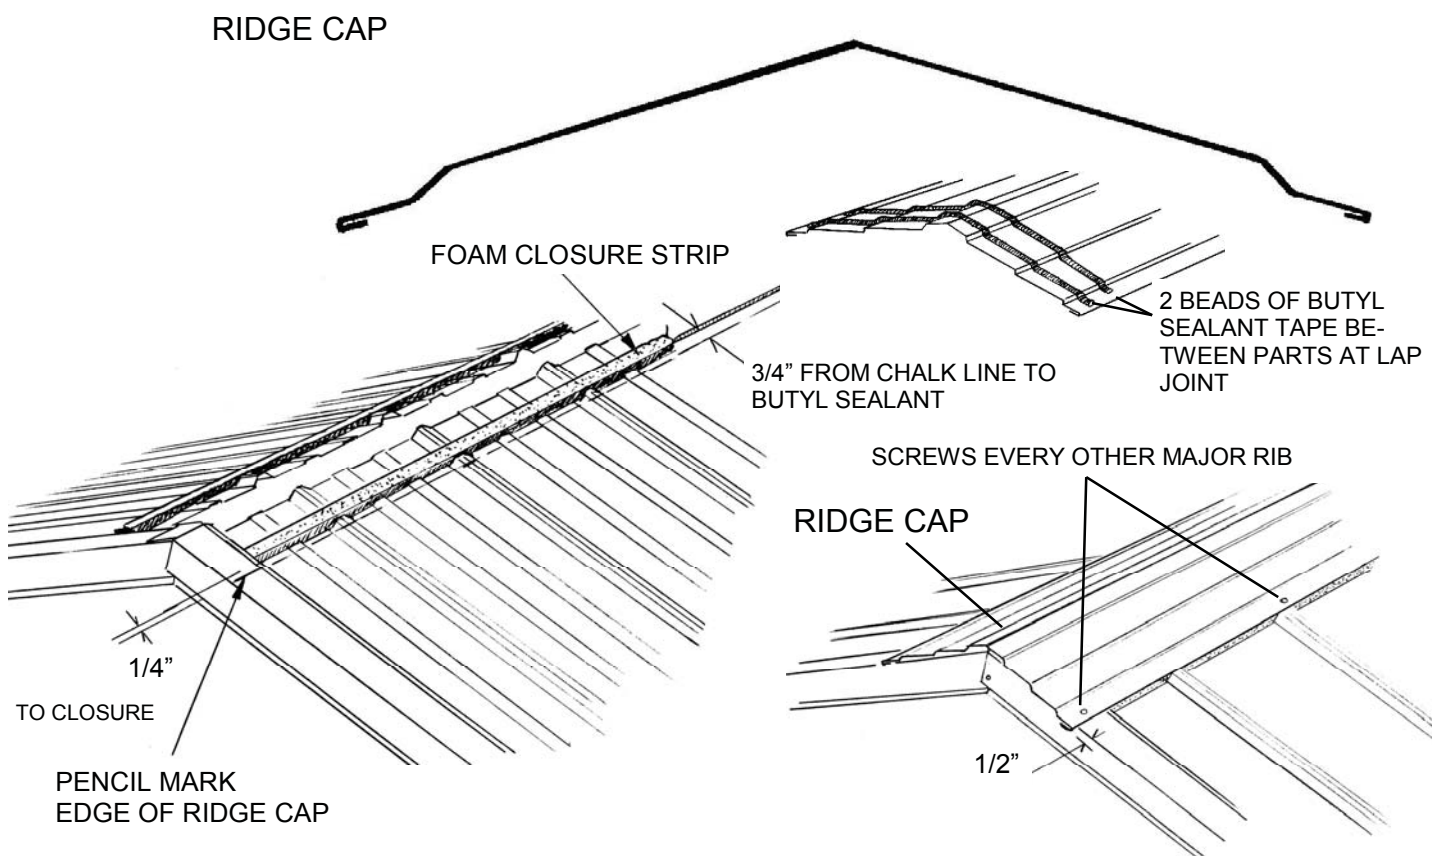 RIDGE CAP
FOAM CLOSURE STRIP
2 BEADS OF BUTYL
SEALANT TAPE BE-
TWEEN PARTS AT LAP
JOINT
3/4” FROM CHALK LINE TO
BUTYL SEALANT
SCREWS EVERY OTHER MAJOR RIB
RIDGE CAP
1/4”
TO CLOSURE
PENCIL MARK
EDGE OF RIDGE CAP
1/2”